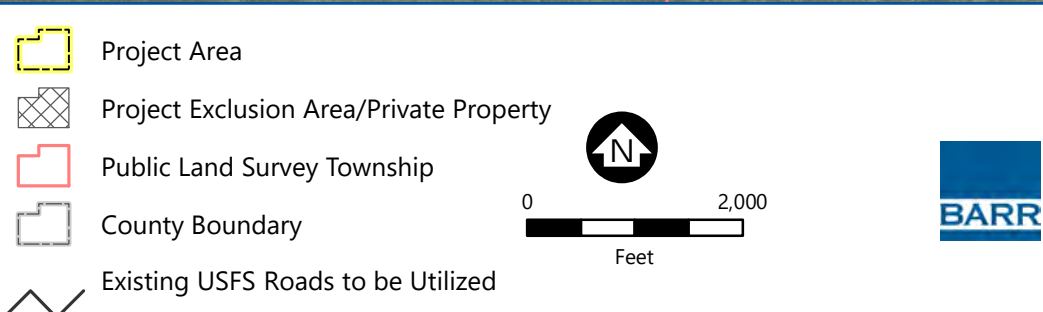 Project Area
Project Exclusion Area/Private Property
Public Land Survey Township
County Boundary
Existing USFS Roads to be Utilized
N
0 2,000
Feet
BARR